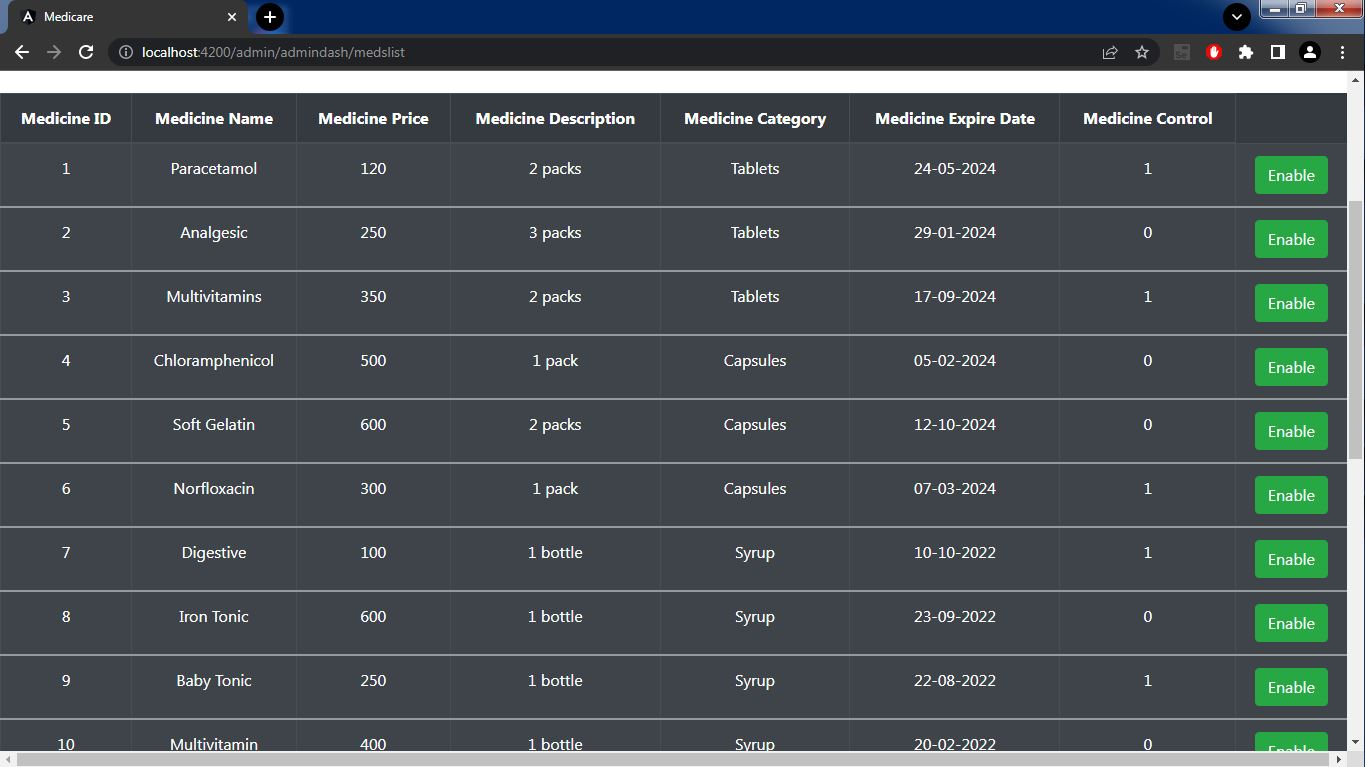 Medicare
localhost:4200/admin/admindash/medslist
Medicine ID Medicine Name Medicine Price Medicine Description Medicine Category Medicine Expire Date Medicine Control
1 Paracetamol 120 2 packs Tablets 24-05-2024 1 Enable
2 Analgesic 250 3 packs Tablets 29-01-2024 0 Enable
3 Multivitamins 350 2 packs Tablets 17-09-2024 1 Enable
4 Chloramphenicol 500 1 pack Capsules 05-02-2024 0 Enable
5 Soft Gelatin 600 2 packs Capsules 12-10-2024 0 Enable
6 Norfloxacin 300 1 pack Capsules 07-03-2024 1 Enable
7 Digestive 100 1 bottle Syrup 10-10-2022 1 Enable
8 Iron Tonic 600 1 bottle Syrup 23-09-2022 0 Enable
9 Baby Tonic 250 1 bottle Syrup 22-08-2022 1 Enable
10 Multivitamin 400 1 bottle Syrup 20-02-2022 0 Enable